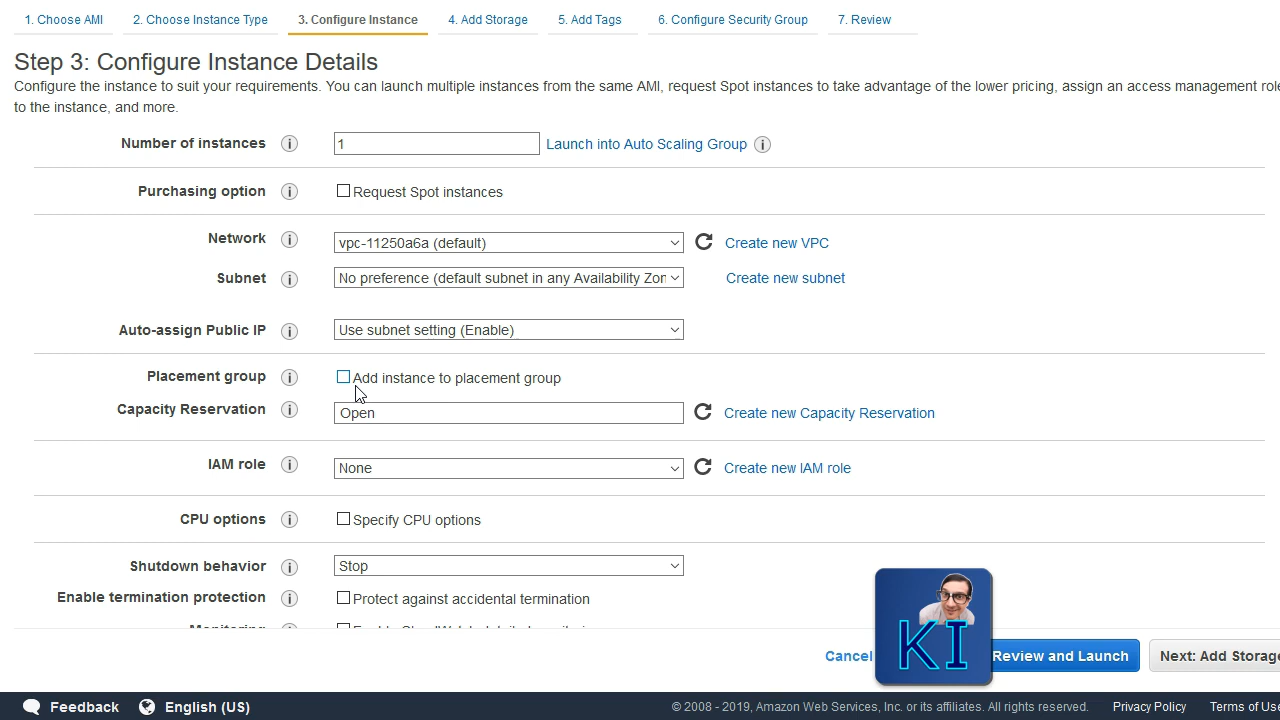 1. Choose AMI
2. Choose Instance Type
3. Configure Instance
4. Add Storage
5. Add Tags
6. Configure Security Group
7. Review
Step 3: Configure Instance Details
Configure the instance to suit your requirements. You can launch multiple instances from the same AMI, request Spot instances to take advantage of the lower pricing, assign an access management role
to the instance, and more.
Number of instances i 1 Launch into Auto Scaling Group i
Purchasing option i Request Spot instances
Network i vpc-11250a6a (default) Create new VPC
Subnet i No preference (default subnet in any Availability Zon Create new subnet
Auto-assign Public IP i Use subnet setting (Enable)
Placement group i Add instance to placement group
Capacity Reservation i Open Create new Capacity Reservation
IAM role i None Create new IAM role
CPU options i Specify CPU options
Shutdown behavior i Stop
Enable termination protection i Protect against accidental termination
Monitoring
KI
Cancel Review and Launch Next: Add Storage
Feedback English (US) © 2008 - 2019, Amazon Web Services, Inc. or its affiliates. All rights reserved. Privacy Policy Terms of Use